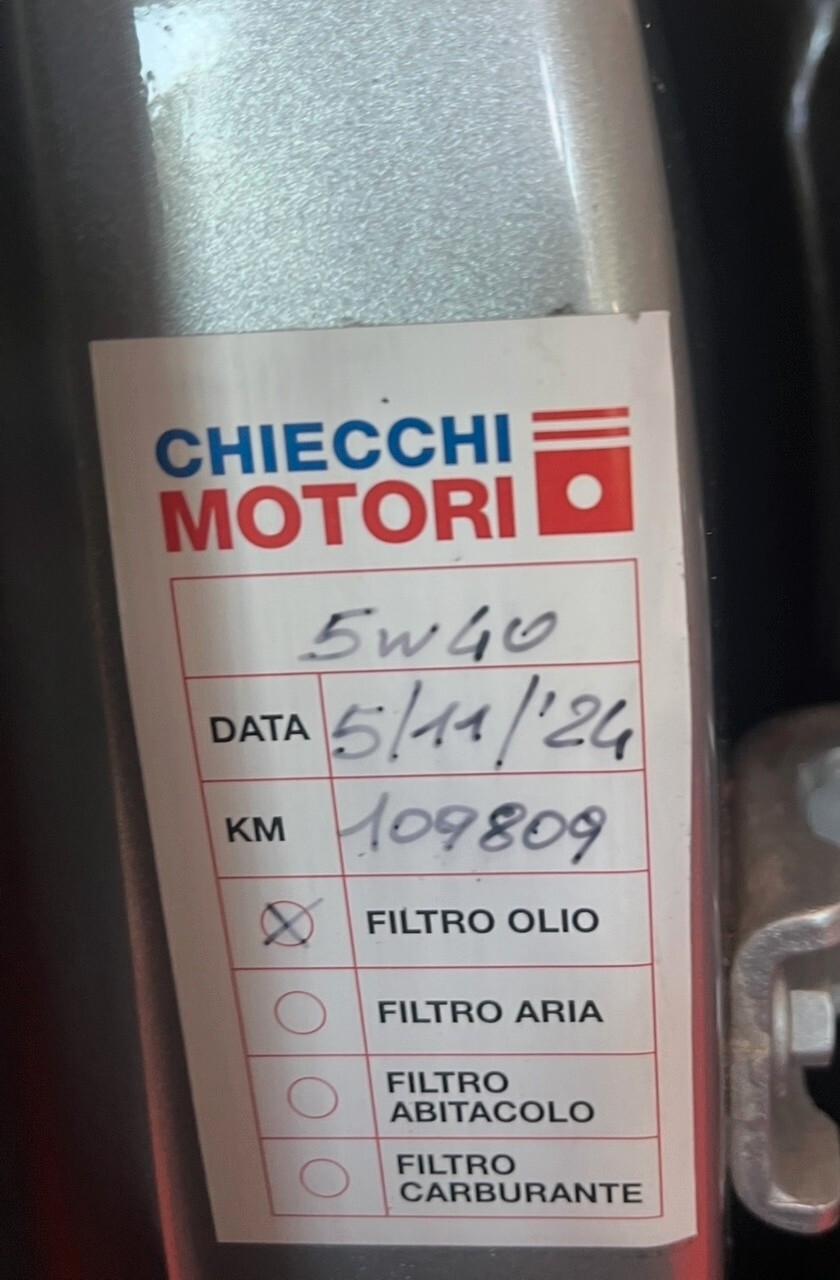 CHIECCHI
MOTORI
5w40
DATA 5/11/'24
KM 109809
FILTRO OLIO
FILTRO ARIA
FILTRO
ABITACOLO
FILTRO
CARBURANTE